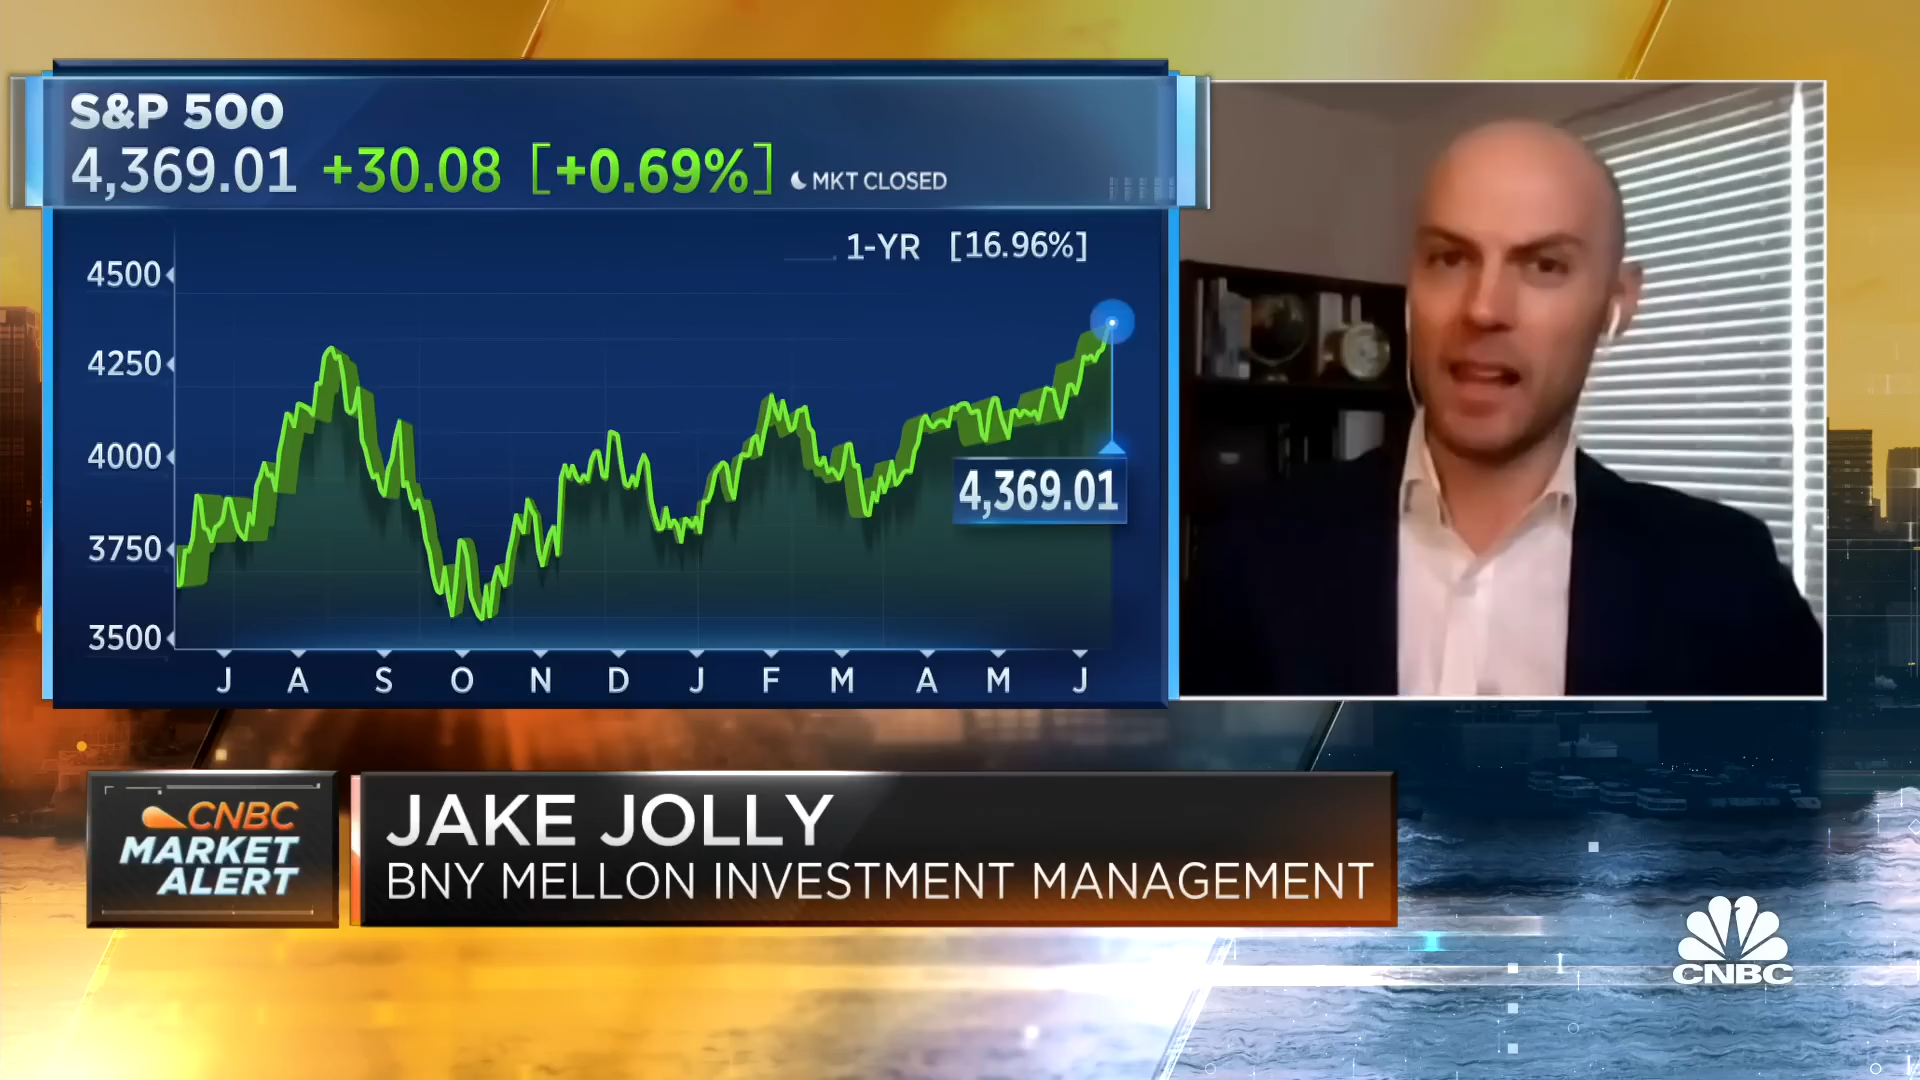 S&P 500
4,369.01 +30.08 [+0.69%] MKT CLOSED
1-YR [16.96%]
4500
4250
4000
3750
3500
4,369.01
J A S O N D J F M A M J
CNBC
MARKET
ALERT
JAKE JOLLY
BNY MELLON INVESTMENT MANAGEMENT
CNBC